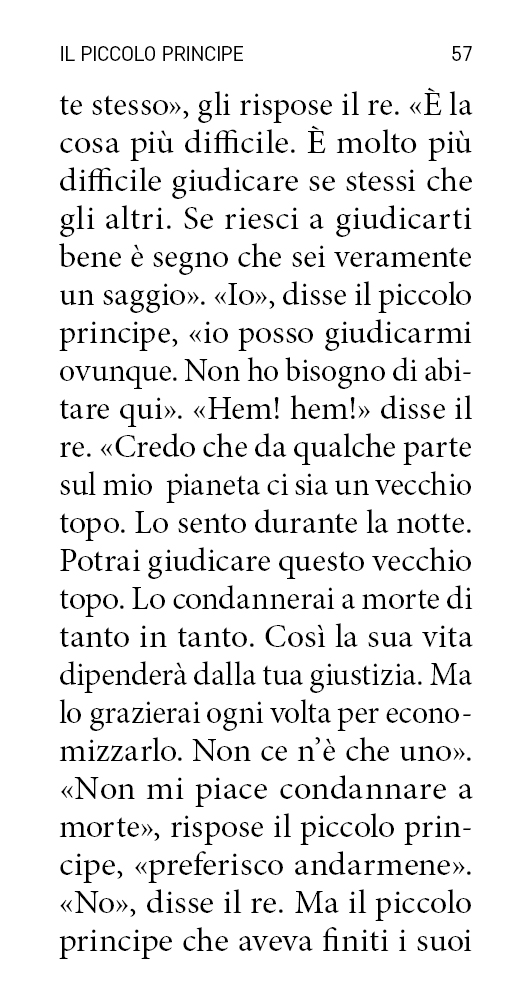 IL PICCOLO PRINCIPE 57
te stesso», gli rispose il re. «È la
cosa più difficile. È molto più
difficile giudicare se stessi che
gli altri. Se riesci a giudicarti
bene è segno che sei veramente
un saggio». «Io», disse il piccolo
principe, «io posso giudicarmi
ovunque. Non ho bisogno di abi-
tare qui». «Hem! hem!» disse il
re. «Credo che da qualche parte
sul mio  pianeta ci sia un vecchio
topo. Lo sento durante la notte.
Potrai giudicare questo vecchio
topo. Lo condannerai a morte di
tanto in tanto. Così la sua vita
dipenderà dalla tua giustizia. Ma
lo grazierai ogni volta per econo-
mizzarlo. Non ce n’è che uno».
«Non mi piace condannare a
morte», rispose il piccolo prin-
cipe, «preferisco andarmene».
«No», disse il re. Ma il piccolo
principe che aveva finiti i suoi